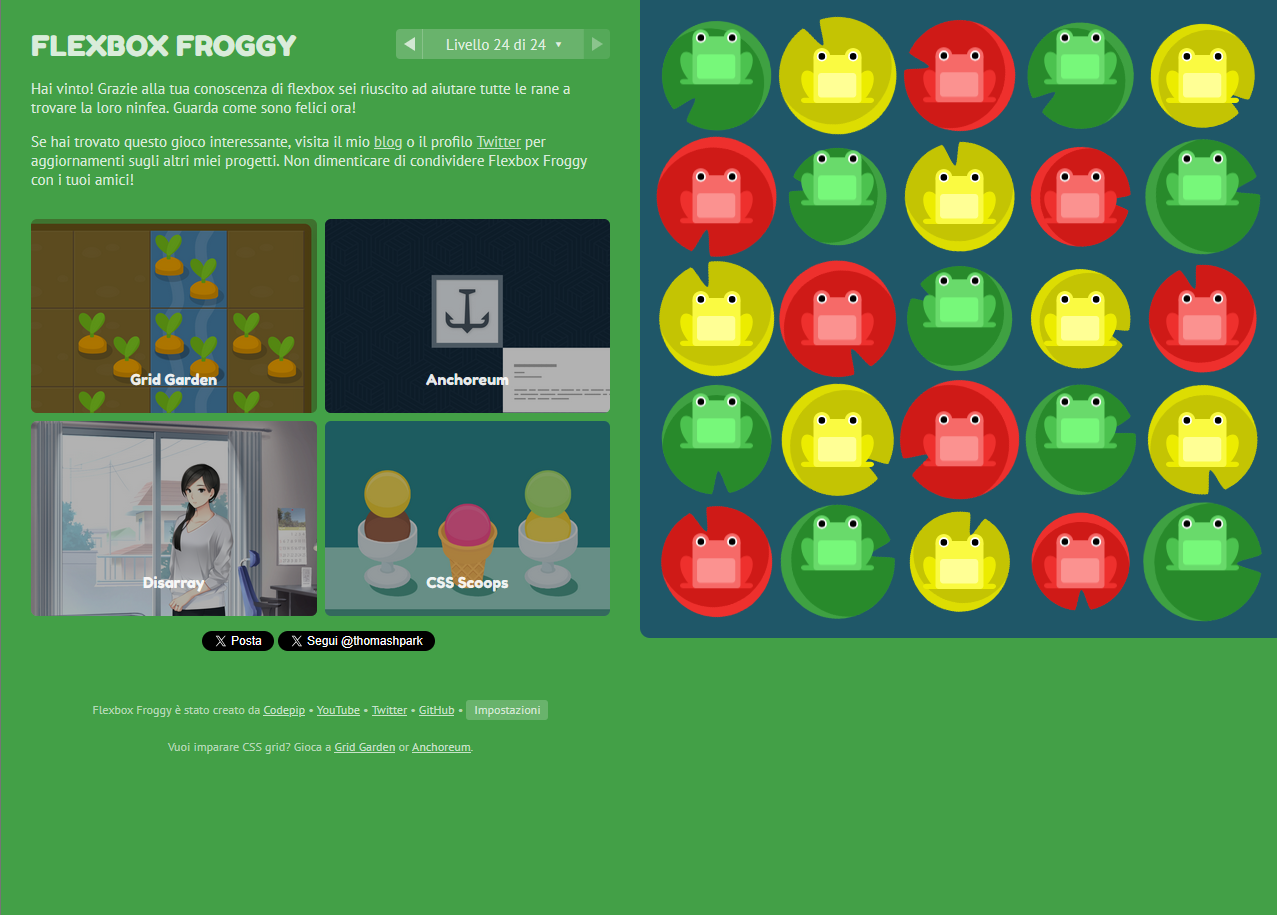 FLEXBOX FROGGY
Livello 24 di 24
Hai vinto! Grazie alla tua conoscenza di flexbox sei riuscito ad aiutare tutte le rane a
trovare la loro ninfea. Guarda come sono felici ora!
Se hai trovato questo gioco interessante, visita il mio blog o il profilo Twitter per
aggiornamenti sugli altri miei progetti. Non dimenticare di condividere Flexbox Froggy
con i tuoi amici!
Grid Garden
Anchoreum
Disarray
CSS Scoops
Posta
Segui @thomashpark
Flexbox Froggy è stato creato da Codepip • YouTube • Twitter • GitHub • Impostazioni
Vuoi imparare CSS grid? Gioca a Grid Garden or Anchoreum.